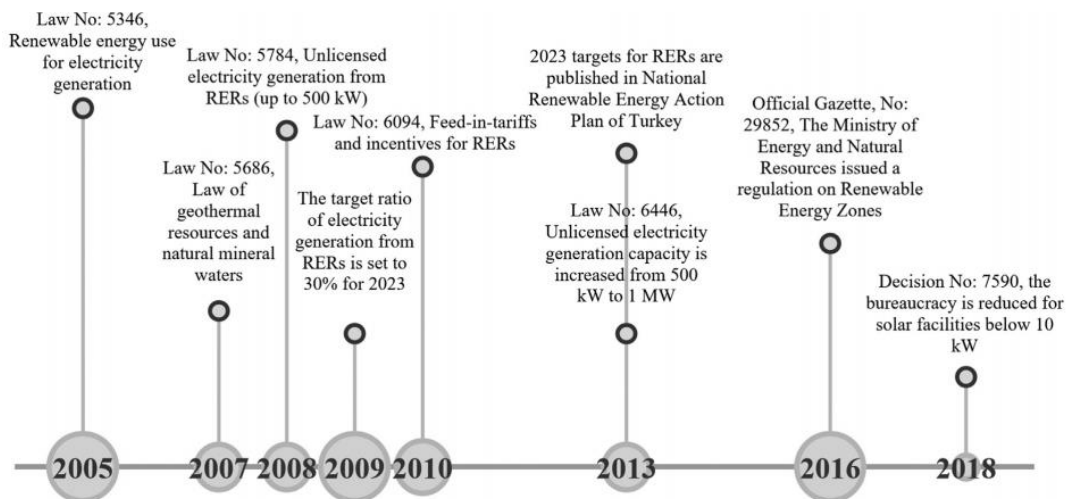 Law No: 5346,
Renewable energy use
for electricity
generation
Law No: 5686,
Law of
geothermal
resources and
natural mineral
waters
Law No: 5784, Unlicensed
electricity generation from
RERs (up to 500 kW)
The target ratio
of electricity
generation from
RERs is set to
30% for 2023
Law No: 6094, Feed-in-tariffs
and incentives for RERs
2023 targets for RERs are
published in National
Renewable Energy Action
Plan of Turkey
Law No: 6446,
Unlicensed electricity
generation capacity is
increased from 500
kW to 1 MW
Official Gazette, No:
29852, The Ministry of
Energy and Natural
Resources issued a
regulation on Renewable
Energy Zones
Decision No: 7590, the
bureaucracy is reduced for
solar facilities below 10
kW
2005 2007 2008 2009 2010 2013 2016 2018